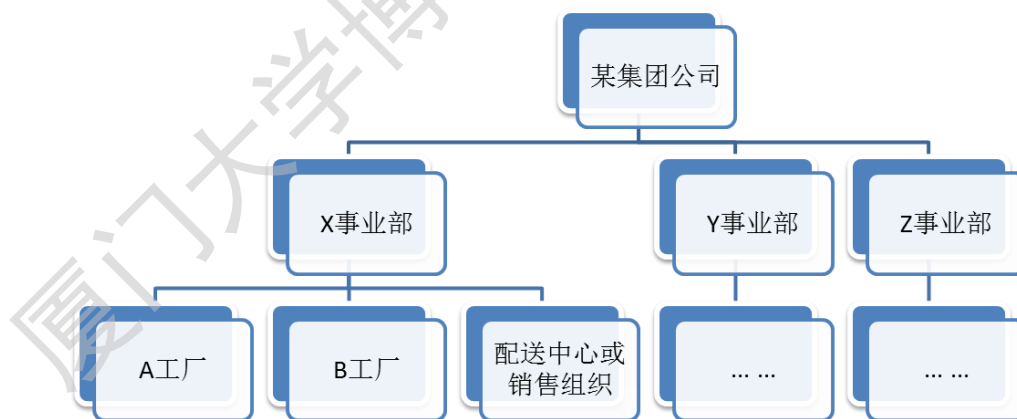 某集团公司
X事业部
Y事业部
Z事业部
A工厂
B工厂
配送中心或
销售组织
... ...
... ...
厦门大学博